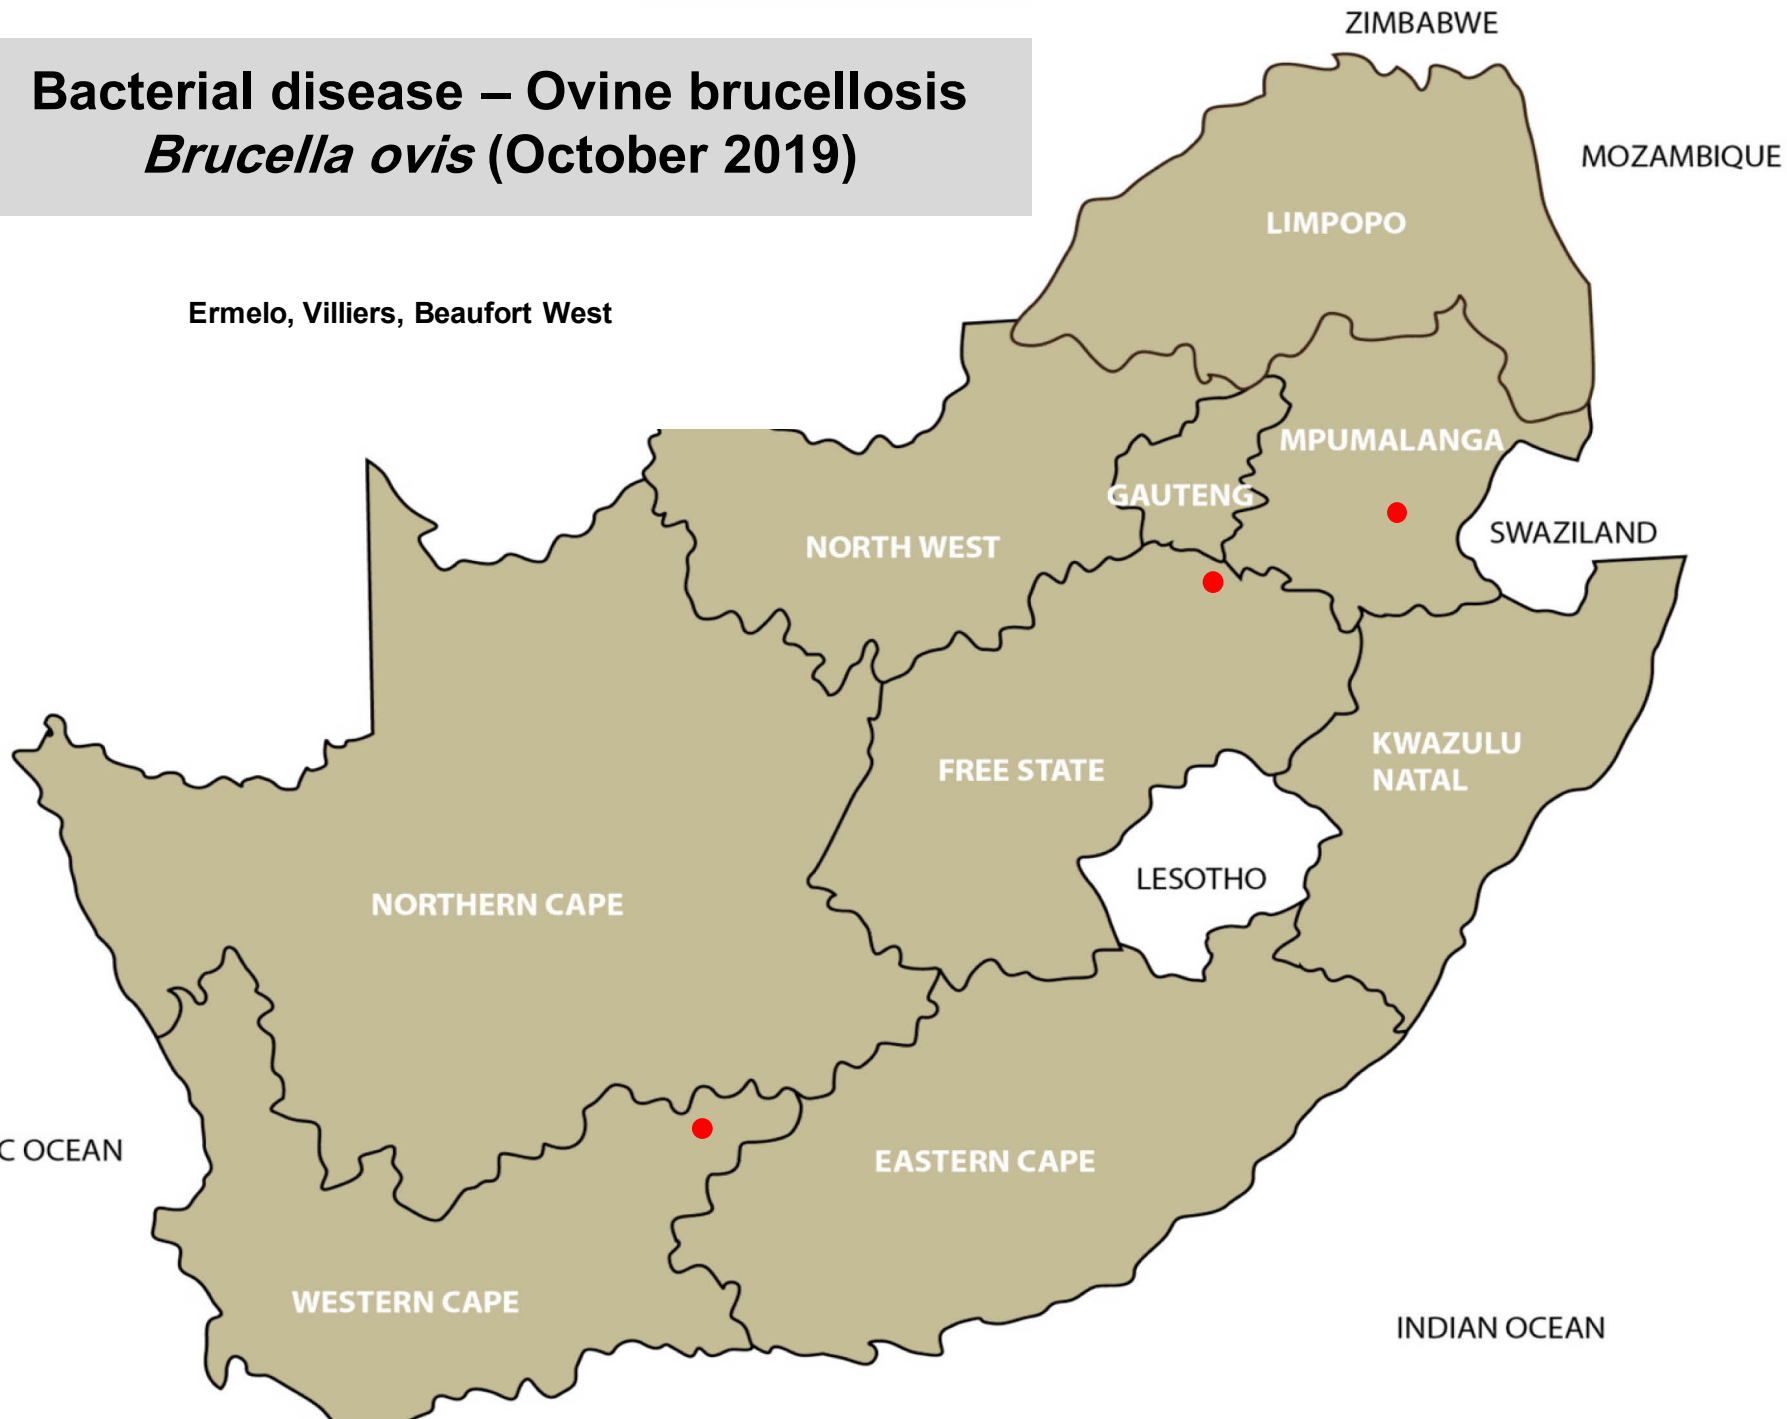 ZIMBABWE
Bacterial disease – Ovine brucellosis
Brucella ovis (October 2019)
MOZAMBIQUE
LIMPOPO
Ermelo, Villiers, Beaufort West
MPUMALANGA
GAUTENG
SWAZILAND
NORTH WEST
KWAZULU
NATAL
FREE STATE
LESOTHO
NORTHERN CAPE
C OCEAN
EASTERN CAPE
WESTERN CAPE
INDIAN OCEAN